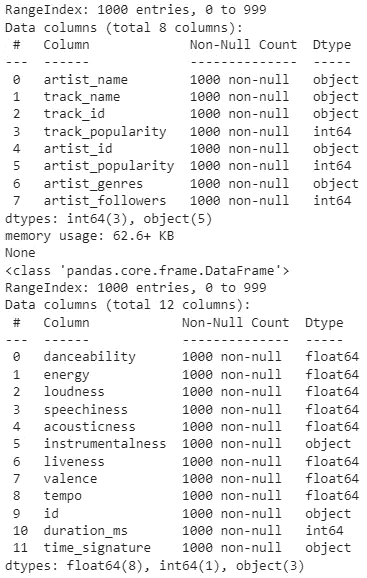 RangeIndex: 1000 entries, 0 to 999
Data columns (total 8 columns):
 #   Column             Non-Null Count  Dtype
---  ------             --------------  -----
 0   artist_name        1000 non-null   object
 1   track_name         1000 non-null   object
 2   track_id           1000 non-null   object
 3   track_popularity   1000 non-null   int64
 4   artist_id          1000 non-null   object
 5   artist_popularity  1000 non-null   int64
 6   artist_genres      1000 non-null   object
 7   artist_followers   1000 non-null   int64
dtypes: int64(3), object(5)
memory usage: 62.6+ KB
None
<class 'pandas.core.frame.DataFrame'>
RangeIndex: 1000 entries, 0 to 999
Data columns (total 12 columns):
 #   Column            Non-Null Count  Dtype
---  ------            --------------  -----
 0   danceability      1000 non-null   float64
 1   energy            1000 non-null   float64
 2   loudness          1000 non-null   float64
 3   speechiness       1000 non-null   float64
 4   acousticness      1000 non-null   float64
 5   instrumentalness  1000 non-null   object
 6   liveness          1000 non-null   float64
 7   valence           1000 non-null   float64
 8   tempo             1000 non-null   float64
 9   id                1000 non-null   object
 10  duration_ms       1000 non-null   int64
 11  time_signature    1000 non-null   object
dtypes: float64(8), int64(1), object(3)